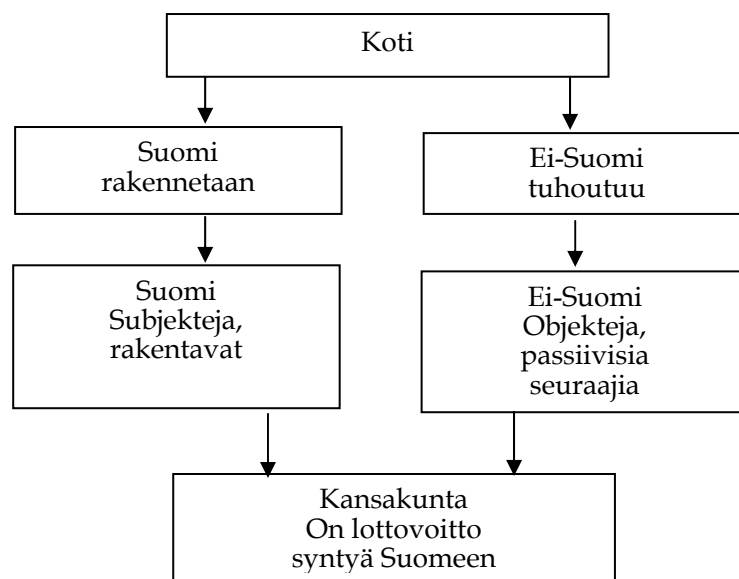 Koti
Suomi
rakennetaan
Ei-Suomi
tuhoutuu
Suomi
Subjekteja,
rakentavat
Ei-Suomi
Objekteja,
passiivisia
seuraajia
Kansakunta
On lottovoitto
syntyä Suomeen